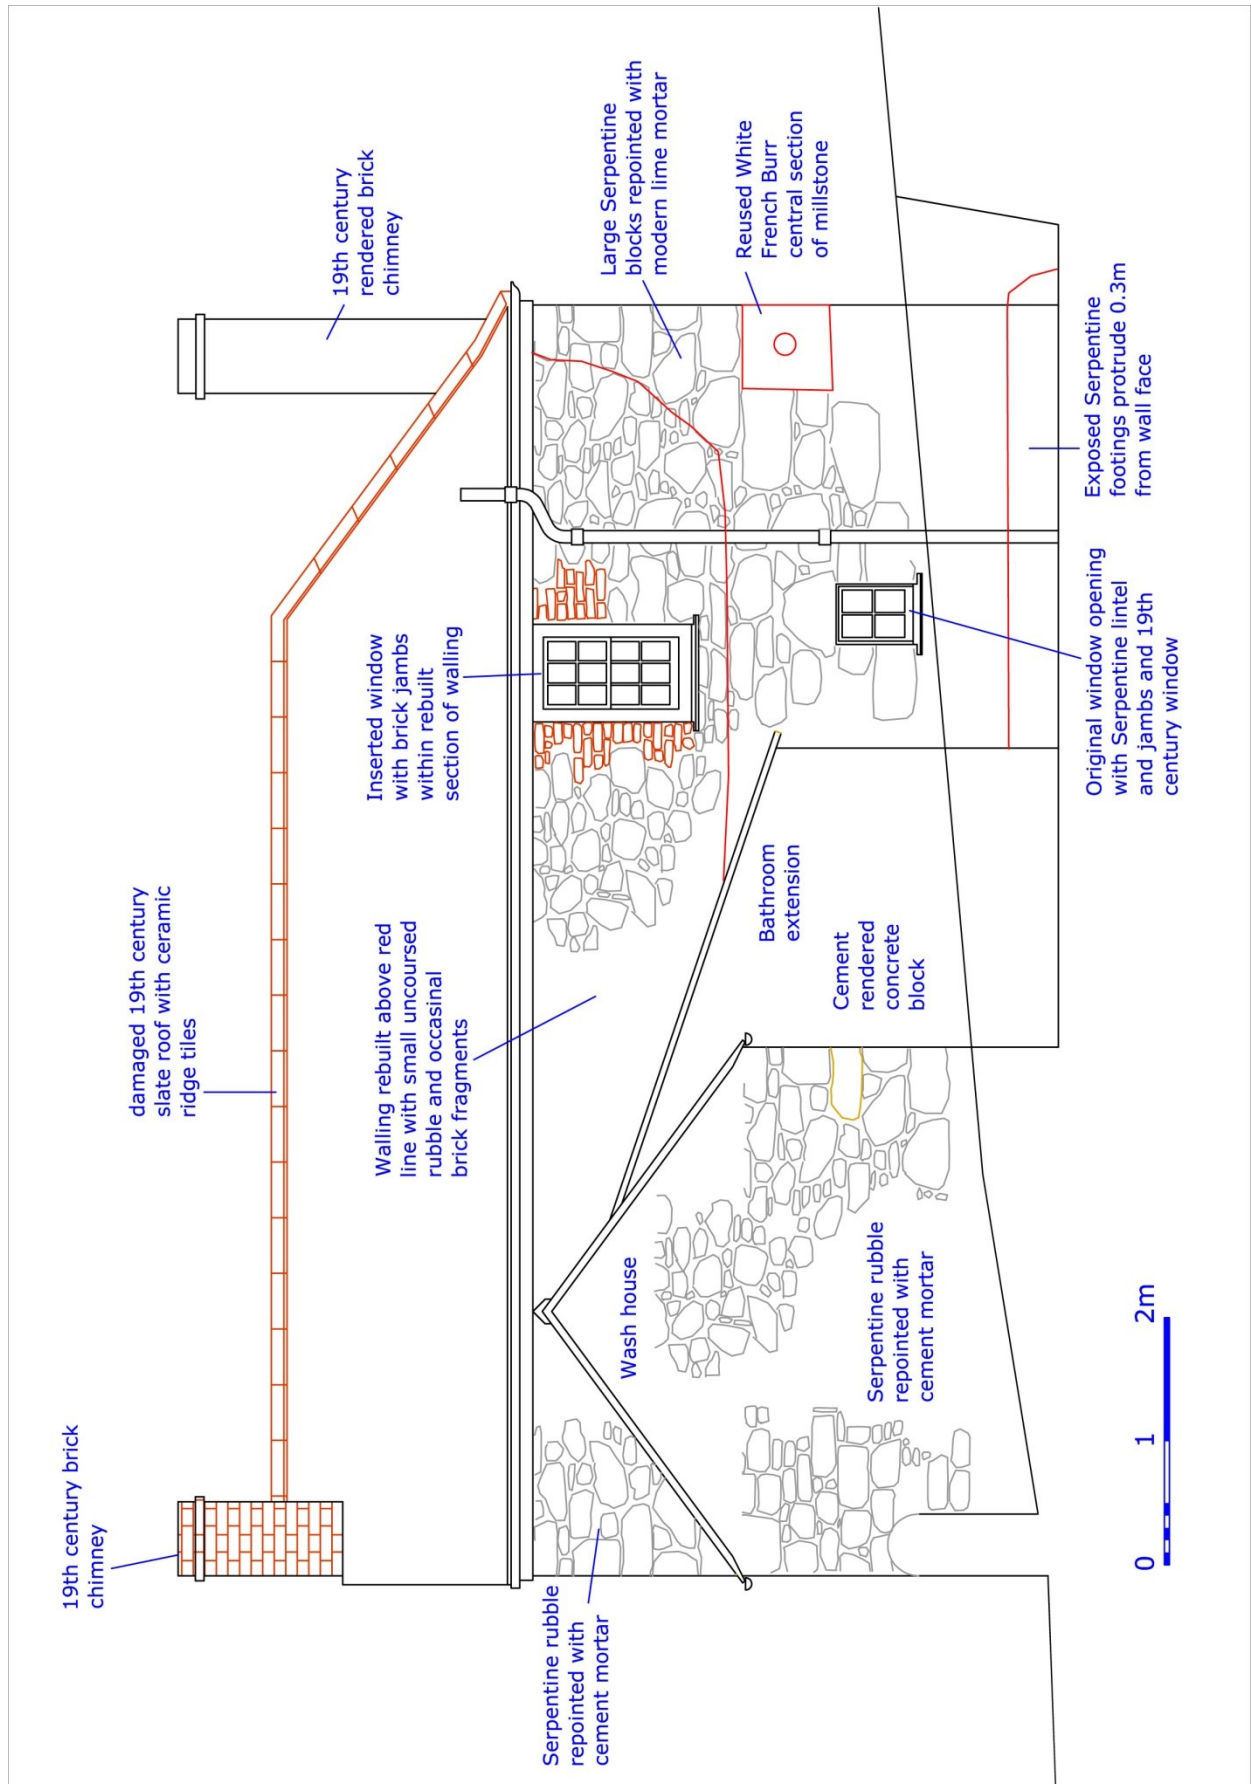 19th century brick
chimney
damaged 19th century
slate roof with ceramic
ridge tiles
19th century
rendered brick
chimney
Inserted window
with brick jambs
within rebuilt
section of walling
Walling rebuilt above red
line with small uncoursed
rubble and occasinal
brick fragments
Large Serpentine
blocks repointed with
modern lime mortar
Reused White
French Burr
central section
of millstone
Serpentine rubble
repointed with
cement mortar
Wash house
Bathroom
extension
Cement
rendered
concrete
block
Serpentine rubble
repointed with
cement mortar
Original window opening
with Serpentine lintel
and jambs and 19th
century window
Exposed Serpentine
footings protrude 0.3m
from wall face
0 1 2m